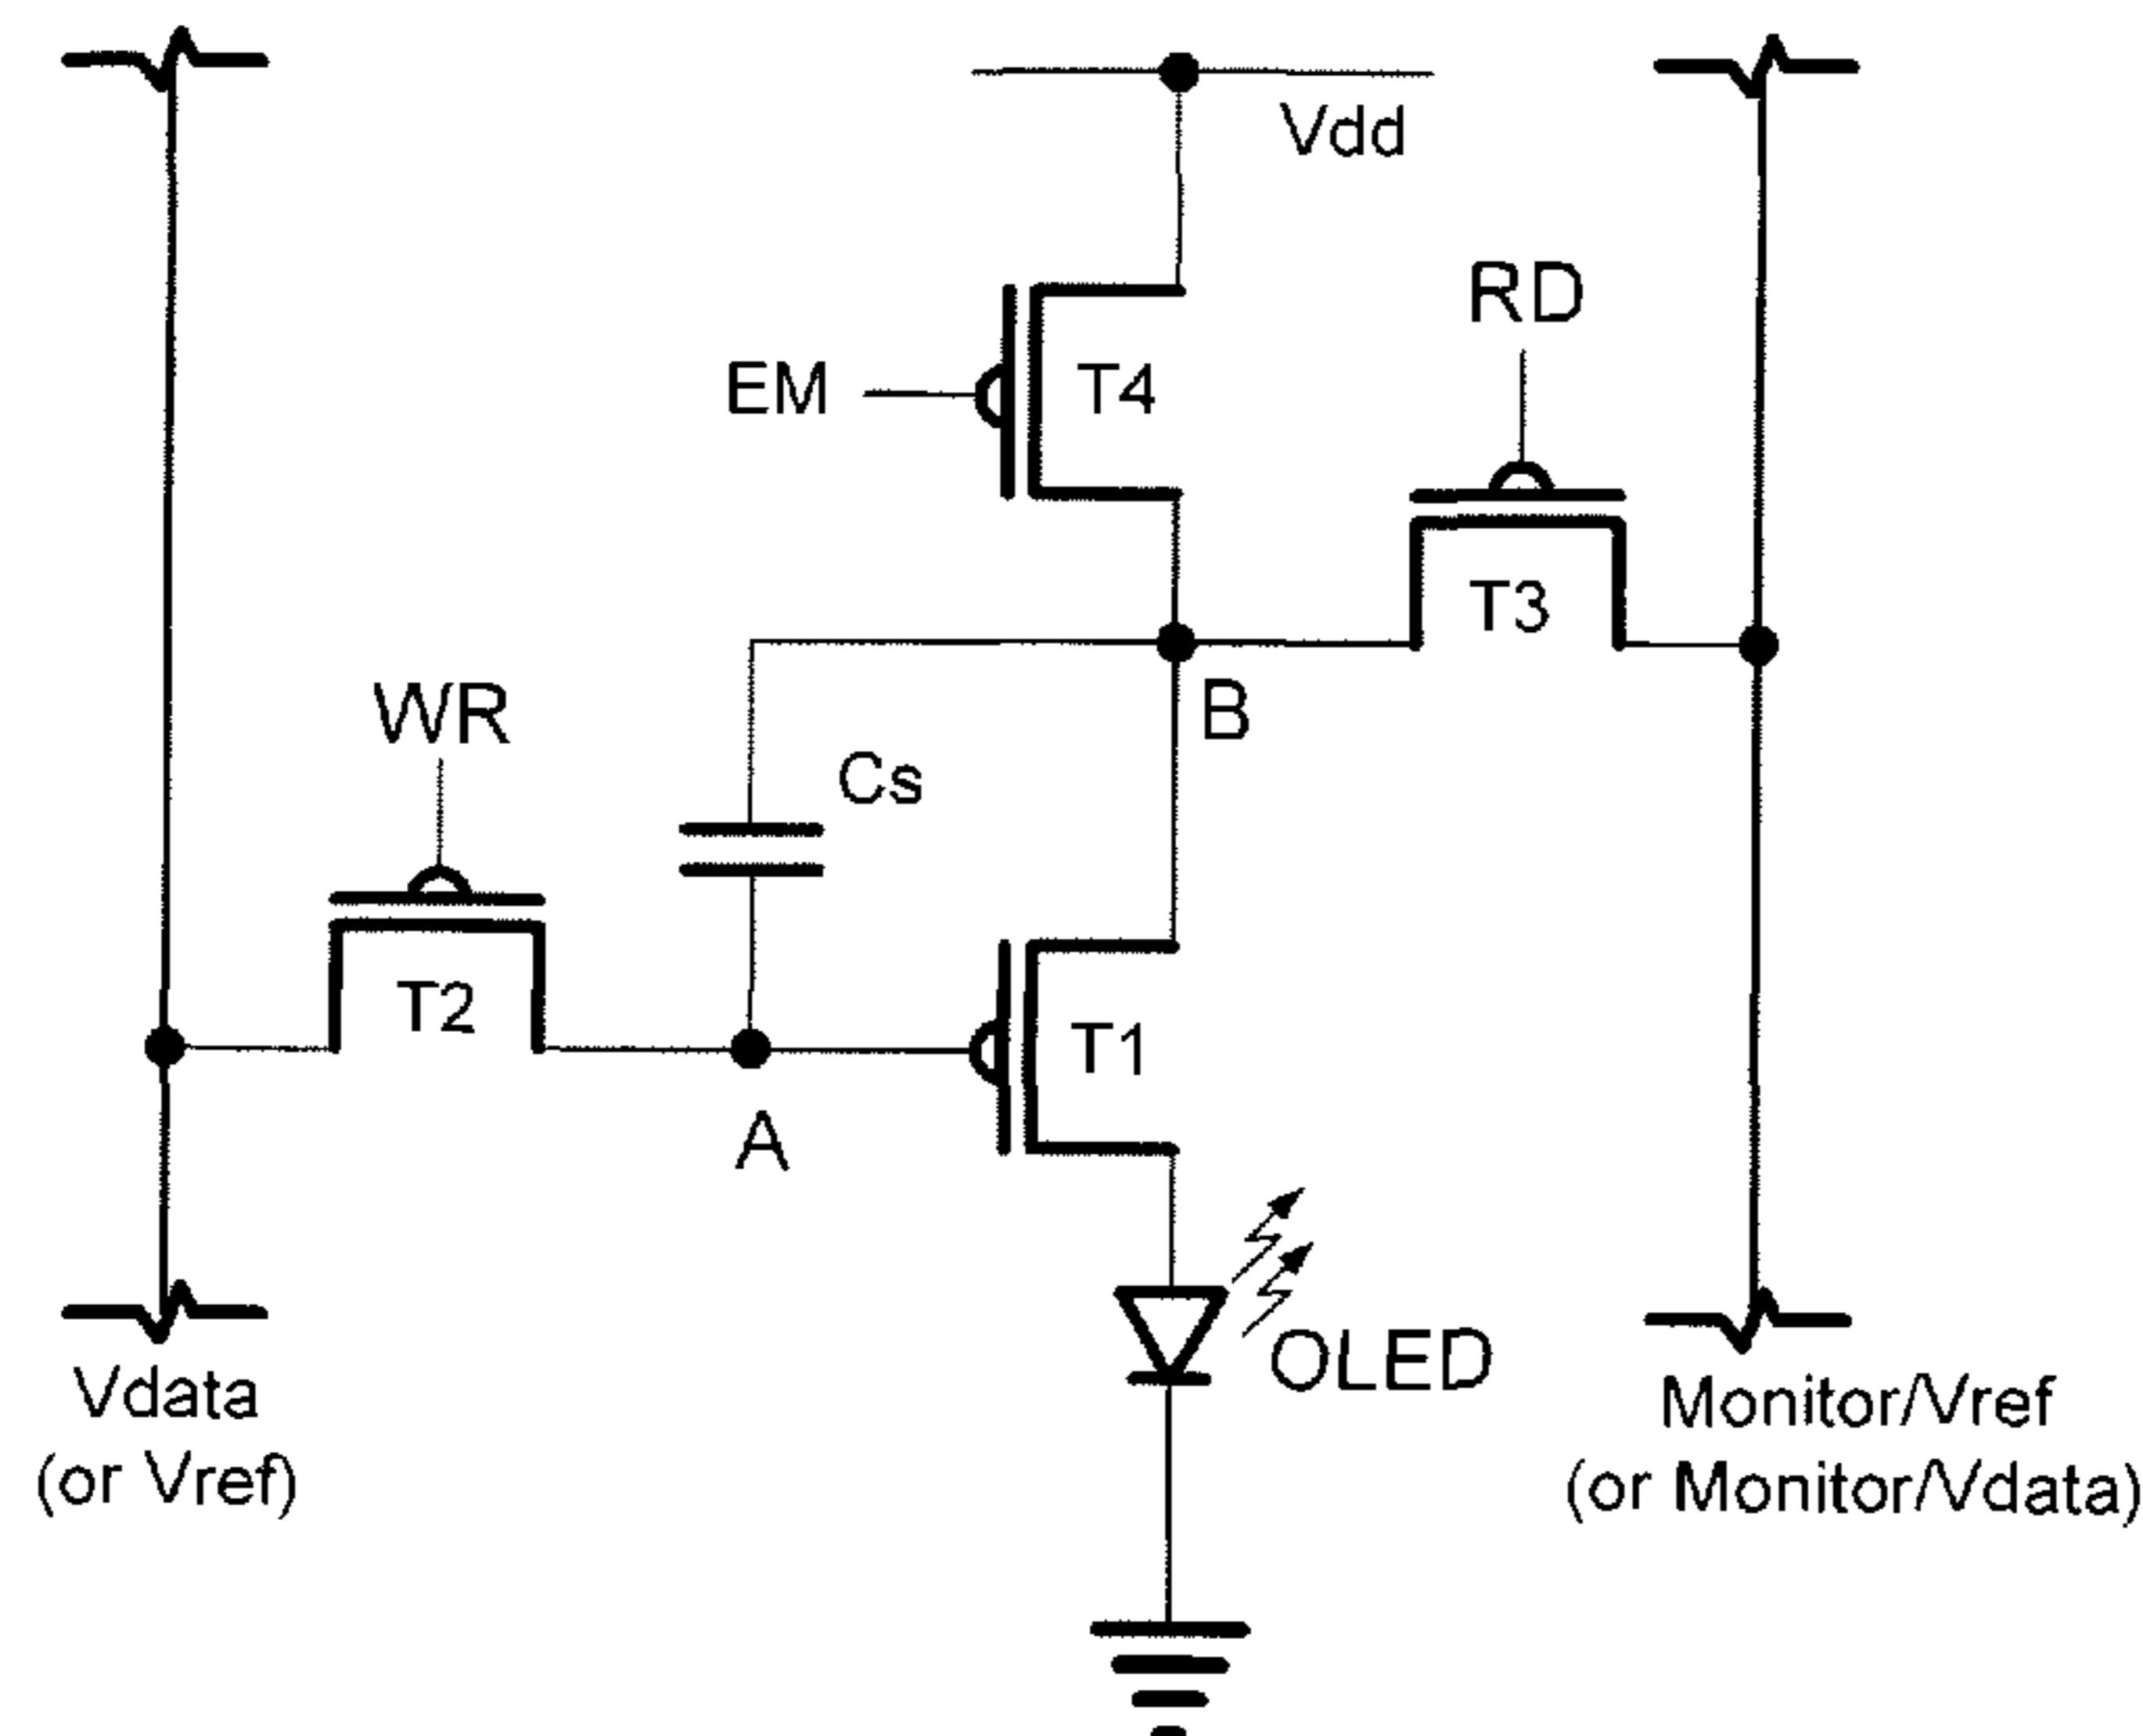 Vdd
RD
EM
T4
T3
WR
B
Cs
T2
T1
A
OLED
Vdata
(or Vref)
Monitor/Vref
(or Monitor/Vdata)